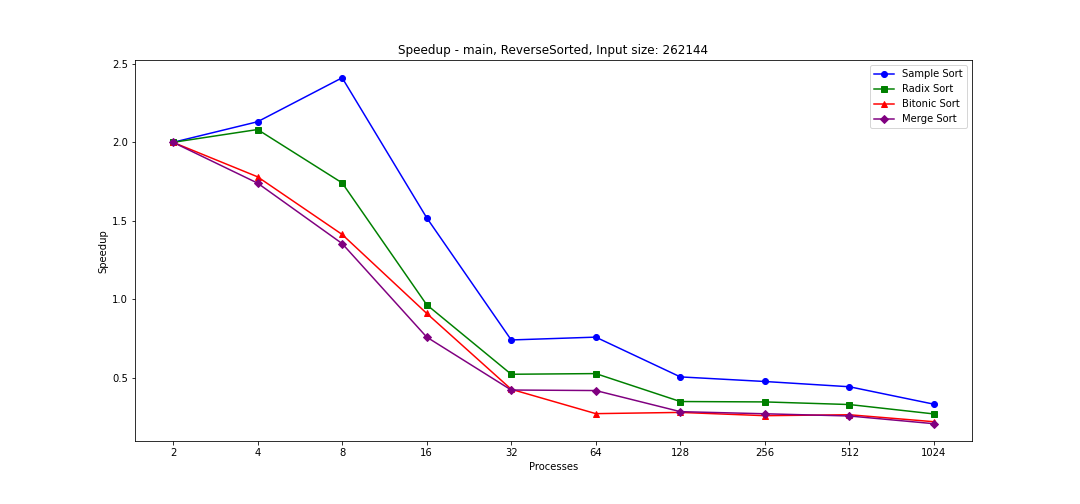 Speedup - main, ReverseSorted, Input size: 262144
Sample Sort
Radix Sort
Bitonic Sort
Merge Sort
Speedup
2.5
2.0
1.5
1.0
0.5
2 4 8 16 32 64 128 256 512 1024
Processes